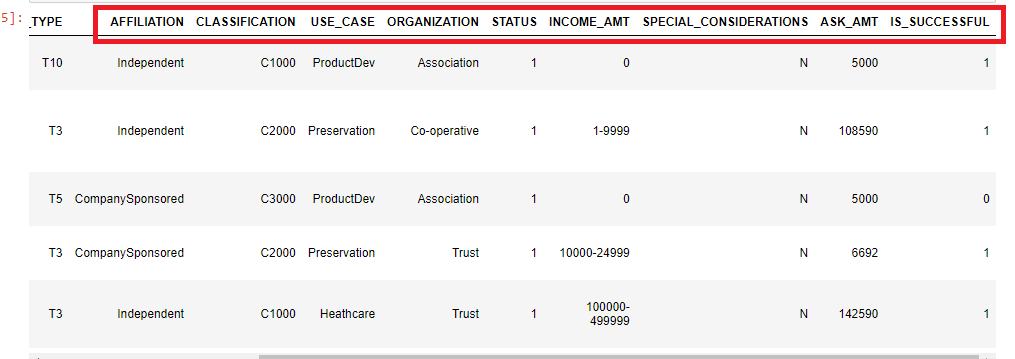 5]: _TYPE AFFILIATION CLASSIFICATION USE_CASE ORGANIZATION STATUS INCOME_AMT SPECIAL_CONSIDERATIONS ASK_AMT IS_SUCCESSFUL
T10 Independent C1000 ProductDev Association 1 0 N 5000 1
T3 Independent C2000 Preservation Co-operative 1 1-9999 N 108590 1
T5 CompanySponsored C3000 ProductDev Association 1 0 N 5000 0
T3 CompanySponsored C2000 Preservation Trust 1 10000-24999 N 6692 1
T3 Independent C1000 Heathcare Trust 1 100000-
499999 N 142590 1